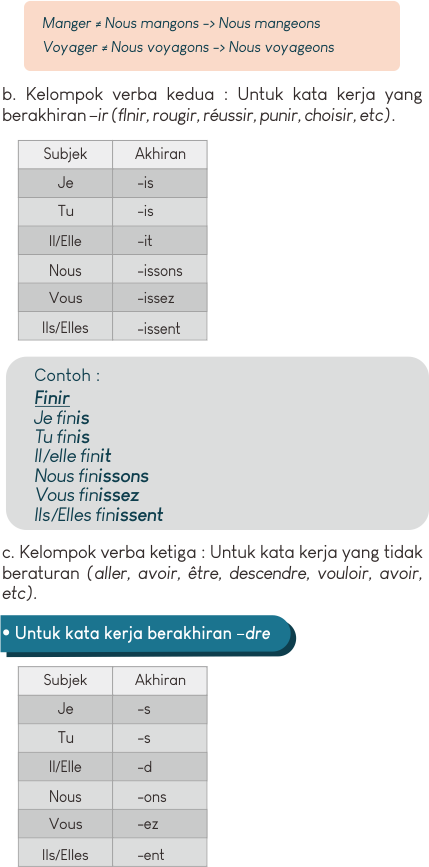 Manger ≠ Nous mangons -> Nous mangeons
Voyager ≠ Nous voyagons -> Nous voyageons
b. Kelompok verba kedua : Untuk kata kerja yang
berakhiran –ir (finir, rougir, réussir, punir, choisir, etc).
Subjek Akhiran
Je -is
Tu -is
Il/Elle -it
Nous -issons
Vous -issez
Ils/Elles -issent
Contoh :
Finir
Je finis
Tu finis
Il/elle finit
Nous finissons
Vous finissez
Ils/Elles finissent
c. Kelompok verba ketiga : Untuk kata kerja yang tidak
beraturan (aller, avoir, être, descendre, vouloir, avoir,
etc).
• Untuk kata kerja berakhiran –dre
Subjek Akhiran
Je -s
Tu -s
Il/Elle -d
Nous -ons
Vous -ez
Ils/Elles -ent